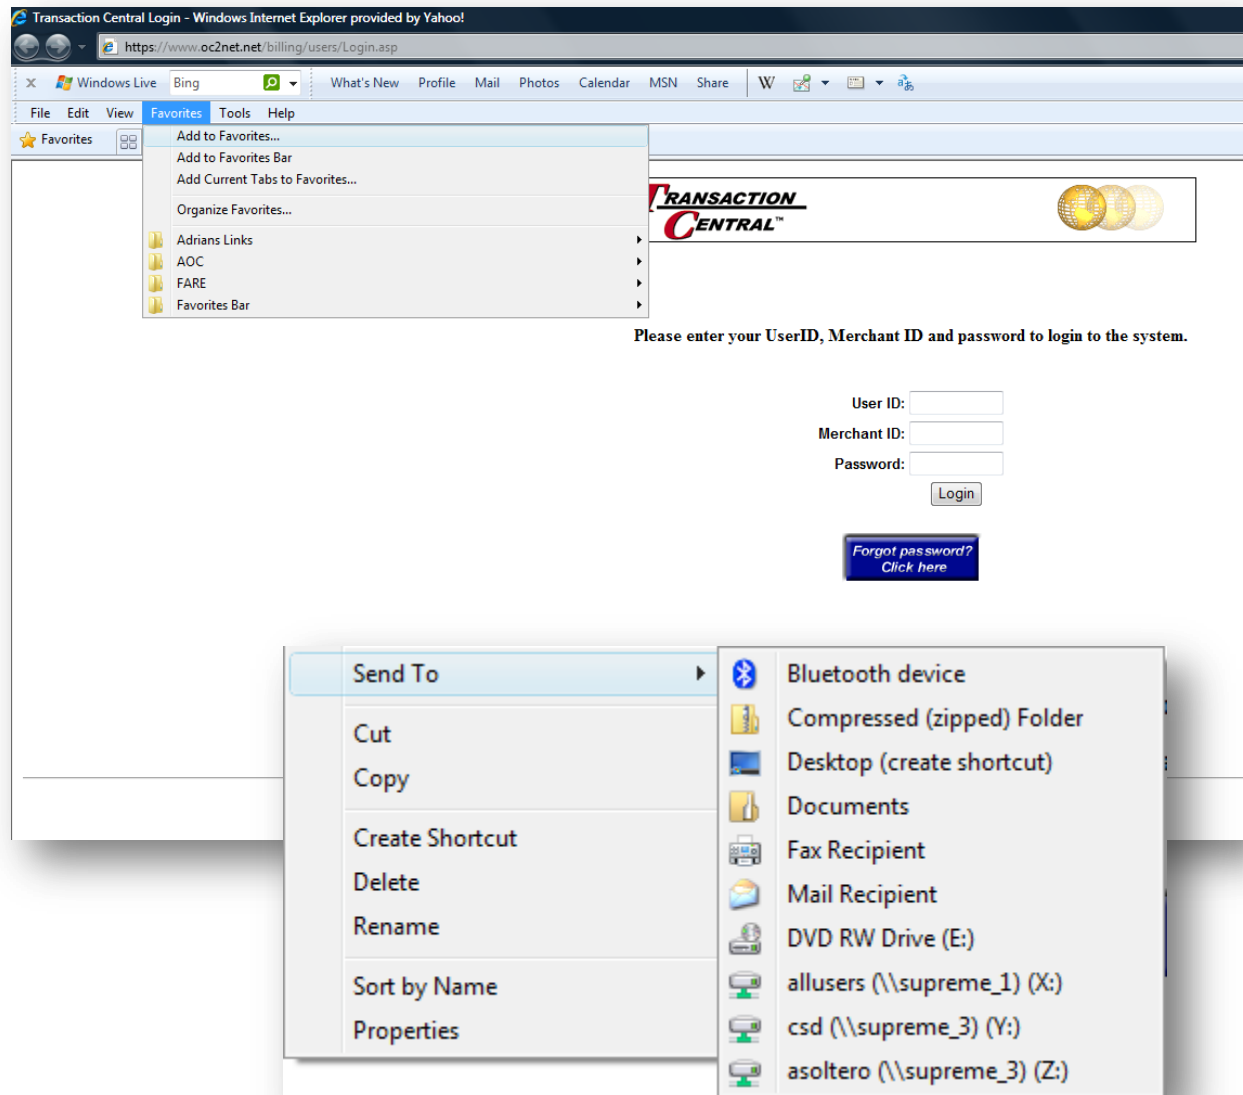 Transaction Central Login - Windows Internet Explorer provided by Yahoo!
https://www.oc2net.net/billing/users/Login.asp
x Windows Live Bing What's New Profile Mail Photos Calendar MSN Share W
File Edit View Favorites Tools Help
Favorites
Add to Favorites...
Add to Favorites Bar
Add Current Tabs to Favorites...
Organize Favorites...
Adrians Links
AOC
FARE
Favorites Bar
TRANSACTION
CENTRAL™
Please enter your UserID, Merchant ID and password to login to the system.
User ID:
Merchant ID:
Password:
Login
Forgot password?
Click here
Send To
Cut
Copy
Create Shortcut
Delete
Rename
Sort by Name
Properties
Bluetooth device
Compressed (zipped) Folder
Desktop (create shortcut)
Documents
Fax Recipient
Mail Recipient
DVD RW Drive (E:)
allusers (\\supreme_1) (X:)
csd (\\supreme_3) (Y:)
asoltero (\\supreme_3) (Z:)